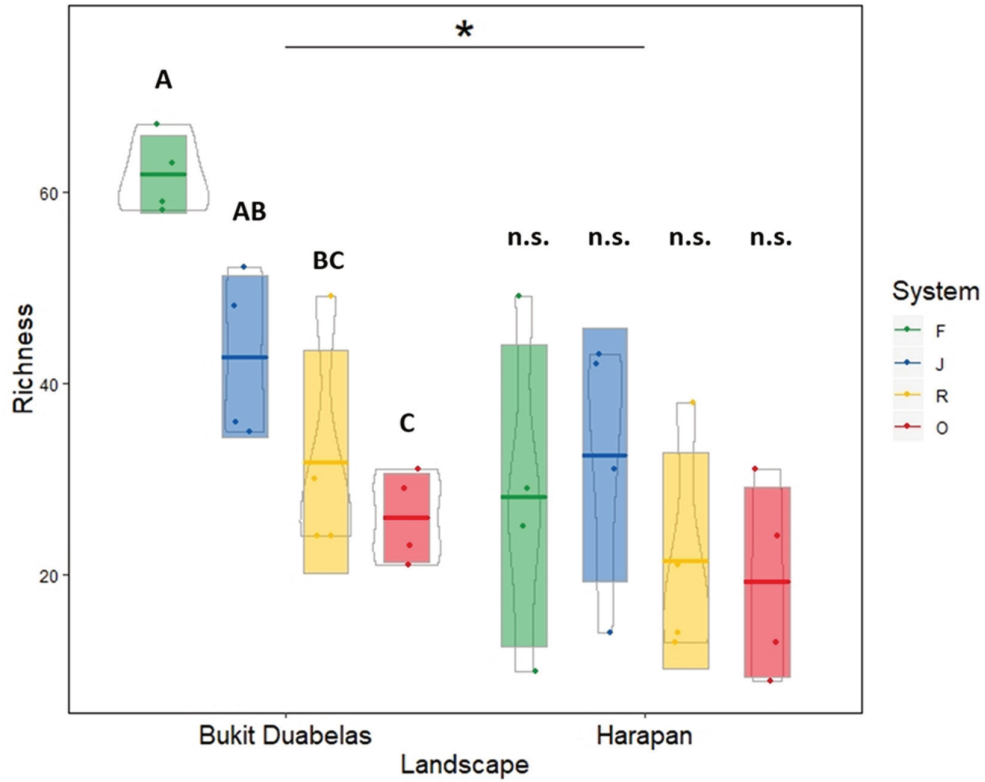 *
A
AB
BC
C
n.s. n.s. n.s. n.s.
60
40
20
Richness
Bukit Duabelas Harapan
Landscape
System
F
J
R
O